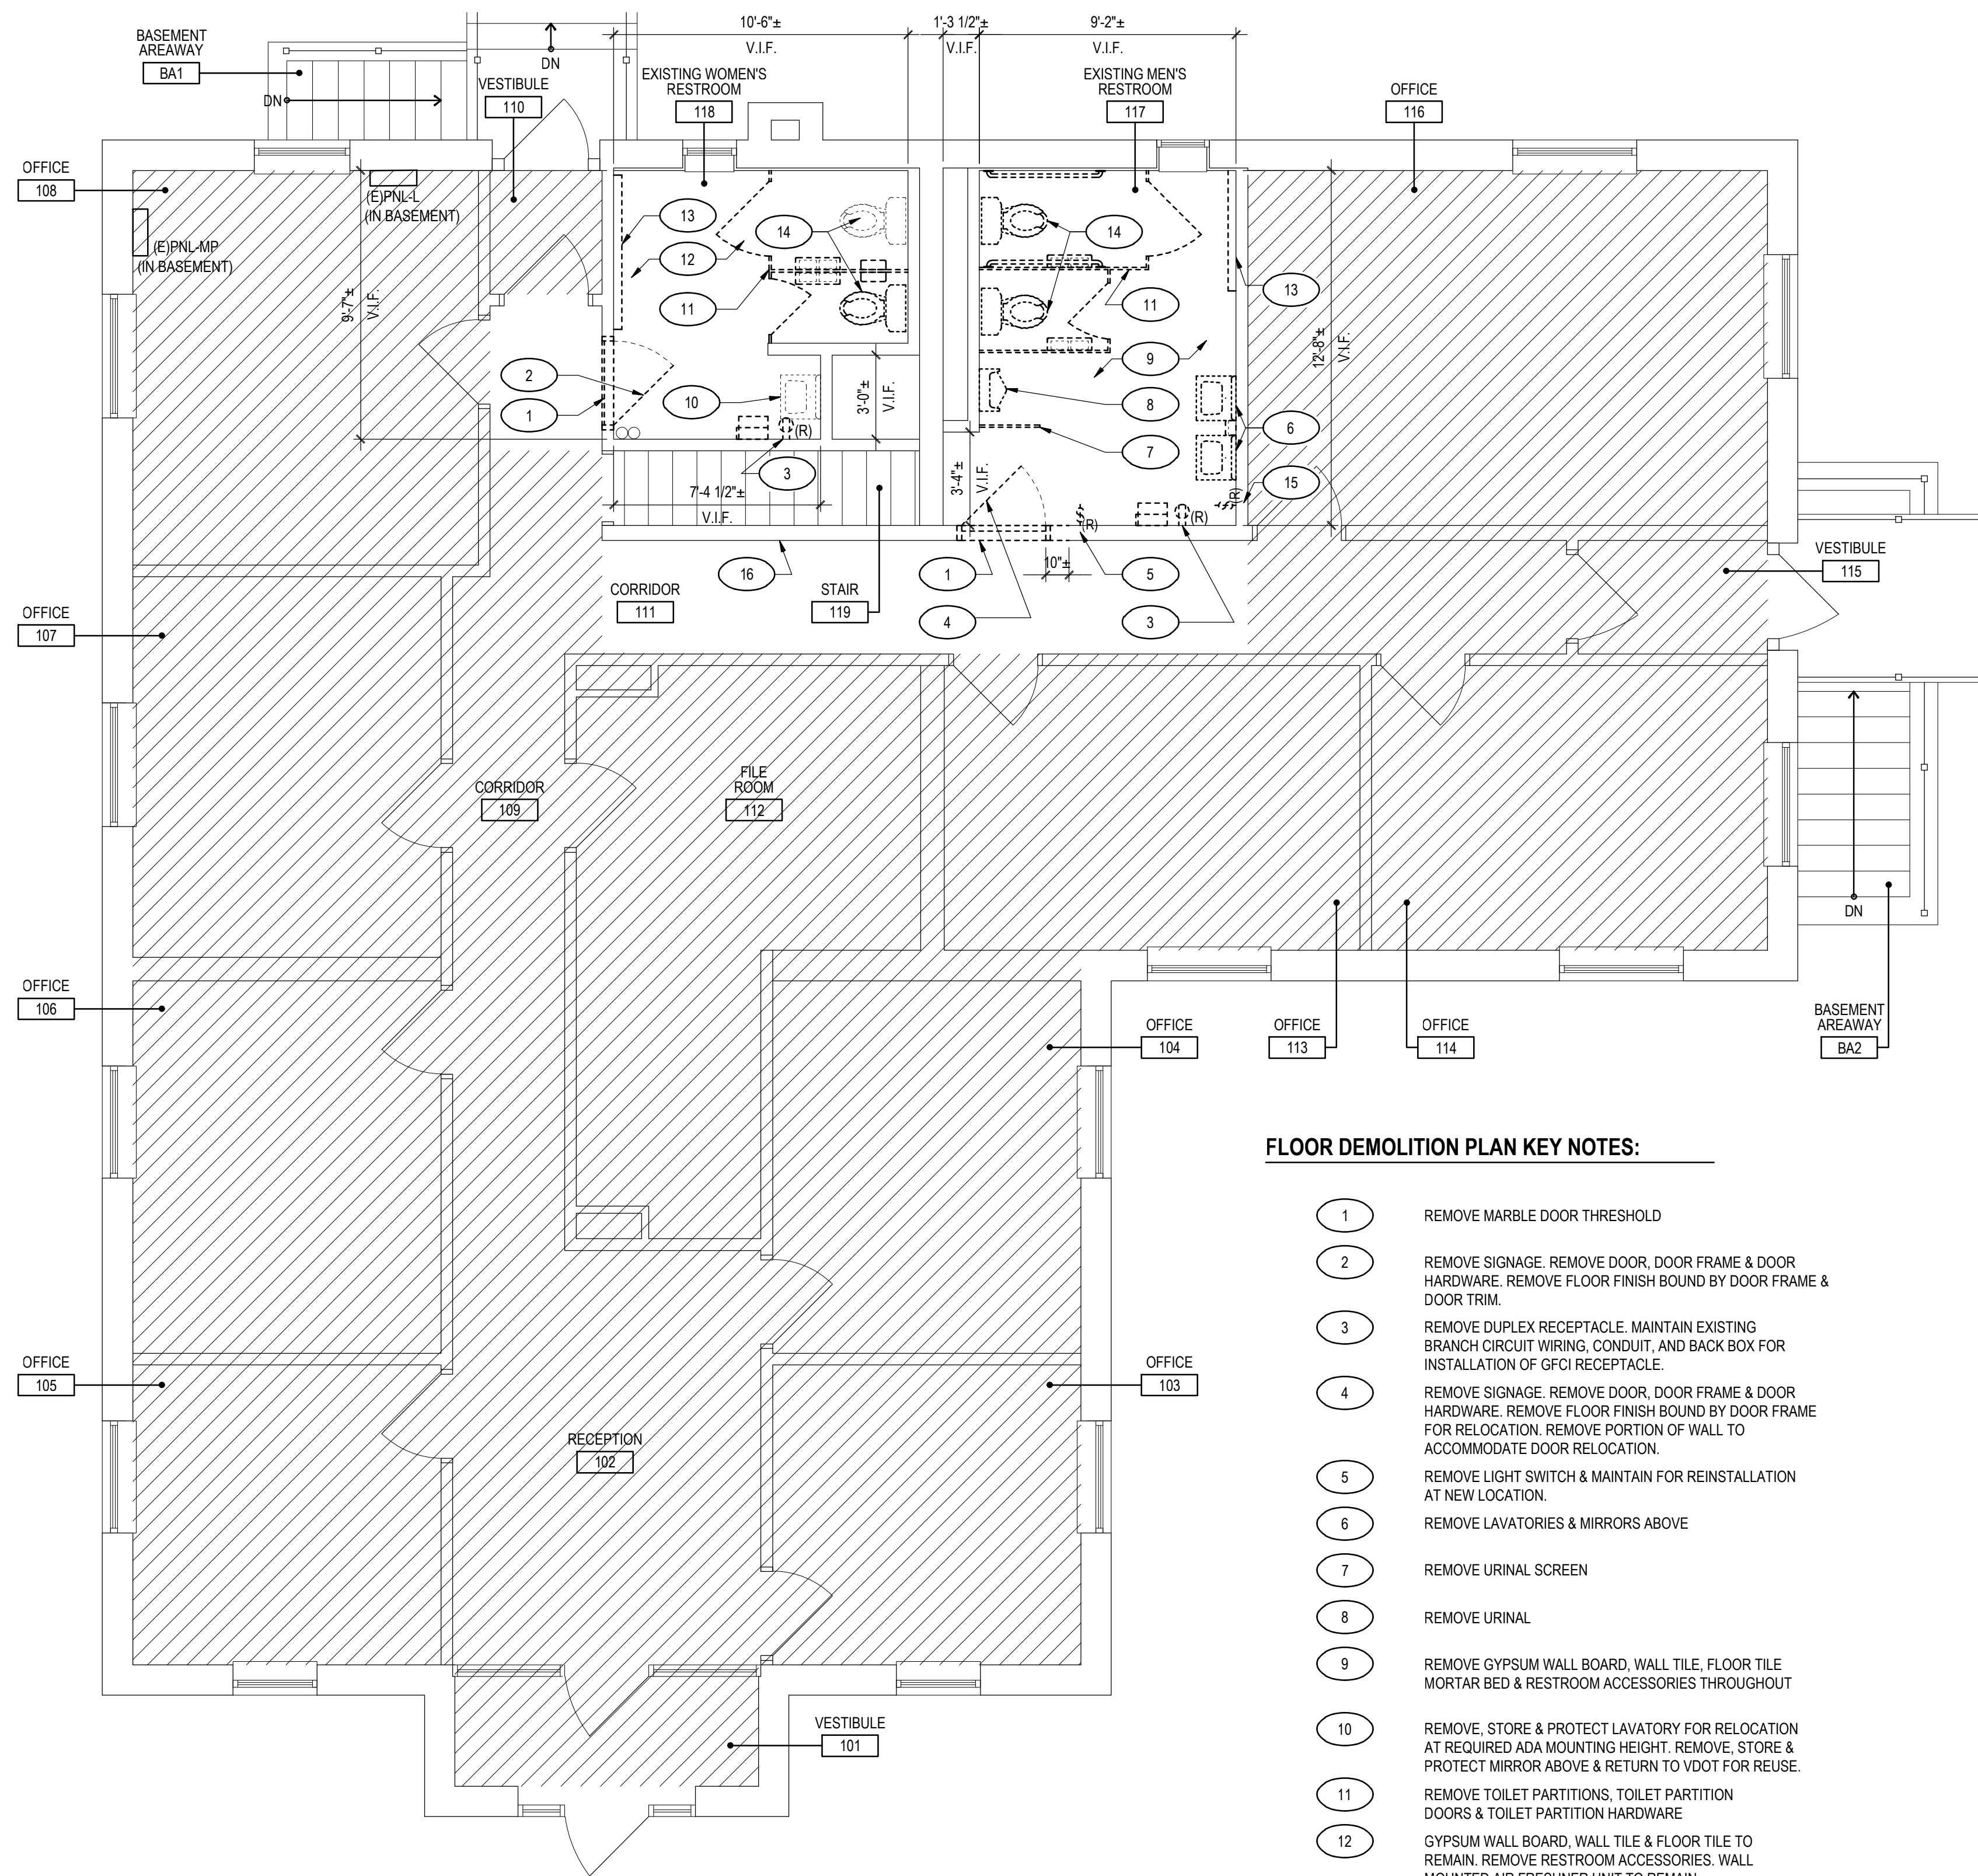 10'-6"±
V.I.F.
1'-3 1/2"±
V.I.F.
9'-2"±
V.I.F.
BASEMENT
AREAWAY
BA1
DN
DN
VESTIBULE
110
EXISTING WOMEN'S
RESTROOM
118
EXISTING MEN'S
RESTROOM
117
OFFICE
116
OFFICE
108
(E)PNL-L
(IN BASEMENT)
(E)PNL-MP
(IN BASEMENT)
9'-7"±
V.I.F.
13
12
11
14
14
11
13
12'-8"±
V.I.F.
2
1
10
(R)
3
3'-0"±
V.I.F.
9
8
7
6
15
7'-4 1/2"±
V.I.F.
3'-4"±
V.I.F.
(R)
(R)
(R)
10"±
16
1
5
4
3
CORRIDOR
111
STAIR
119
VESTIBULE
115
OFFICE
107
CORRIDOR
109
FILE
ROOM
112
DN
OFFICE
106
OFFICE
104
OFFICE
113
OFFICE
114
BASEMENT
AREAWAY
BA2
OFFICE
105
OFFICE
103
RECEPTION
102
VESTIBULE
101
FLOOR DEMOLITION PLAN KEY NOTES:
1 REMOVE MARBLE DOOR THRESHOLD
2 REMOVE SIGNAGE. REMOVE DOOR, DOOR FRAME & DOOR
HARDWARE. REMOVE FLOOR FINISH BOUND BY DOOR FRAME &
DOOR TRIM.
3 REMOVE DUPLEX RECEPTACLE. MAINTAIN EXISTING
BRANCH CIRCUIT WIRING, CONDUIT, AND BACK BOX FOR
INSTALLATION OF GFCI RECEPTACLE.
4 REMOVE SIGNAGE. REMOVE DOOR, DOOR FRAME & DOOR
HARDWARE. REMOVE FLOOR FINISH BOUND BY DOOR FRAME
FOR RELOCATION. REMOVE PORTION OF WALL TO
ACCOMMODATE DOOR RELOCATION.
5 REMOVE LIGHT SWITCH & MAINTAIN FOR REINSTALLATION
AT NEW LOCATION.
6 REMOVE LAVATORIES & MIRRORS ABOVE
7 REMOVE URINAL SCREEN
8 REMOVE URINAL
9 REMOVE GYPSUM WALL BOARD, WALL TILE, FLOOR TILE
MORTAR BED & RESTROOM ACCESSORIES THROUGHOUT
10 REMOVE, STORE & PROTECT LAVATORY FOR RELOCATION
AT REQUIRED ADA MOUNTING HEIGHT. REMOVE, STORE &
PROTECT MIRROR ABOVE & RETURN TO VDOT FOR REUSE.
11 REMOVE TOILET PARTITIONS, TOILET PARTITION
DOORS & TOILET PARTITION HARDWARE
12 GYPSUM WALL BOARD, WALL TILE & FLOOR TILE TO
REMAIN. REMOVE RESTROOM ACCESSORIES. WALL
MOUNTED AIR FRESHNER UNIT TO REMAIN